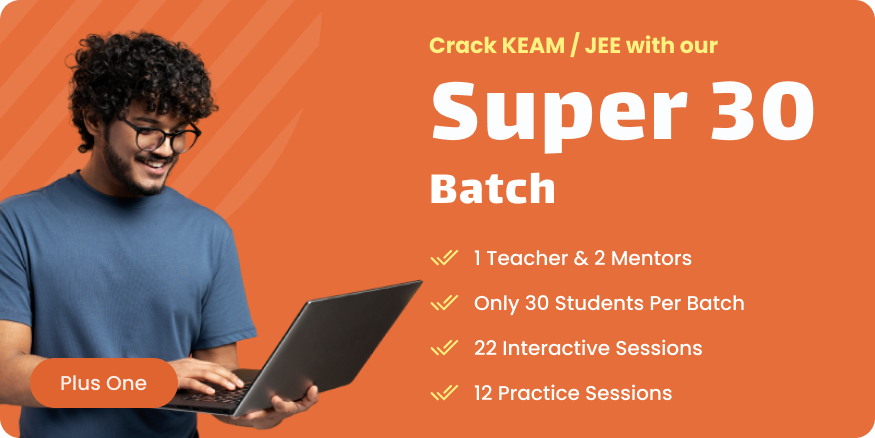 Crack KEAM / JEE with our
Super 30
Batch
1 Teacher & 2 Mentors
Only 30 Students Per Batch
22 Interactive Sessions
12 Practice Sessions
Plus One